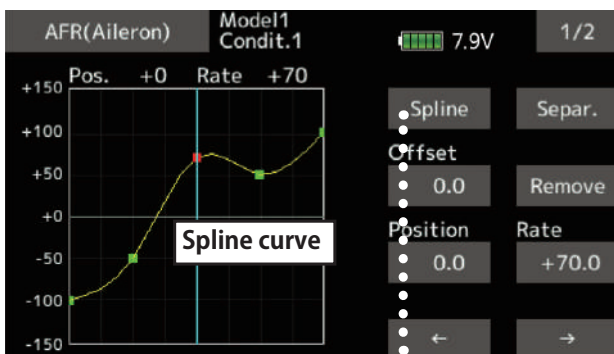 AFR(Aileron)
Model1
Condit.1
7.9V
1/2
Pos. +0 Rate +70
+150
+100
+50
+0
-50
-100
-150
Spline curve
Spline
Separ.
Offset
0.0
Remove
Position
Rate
0.0
+70.0
←
→